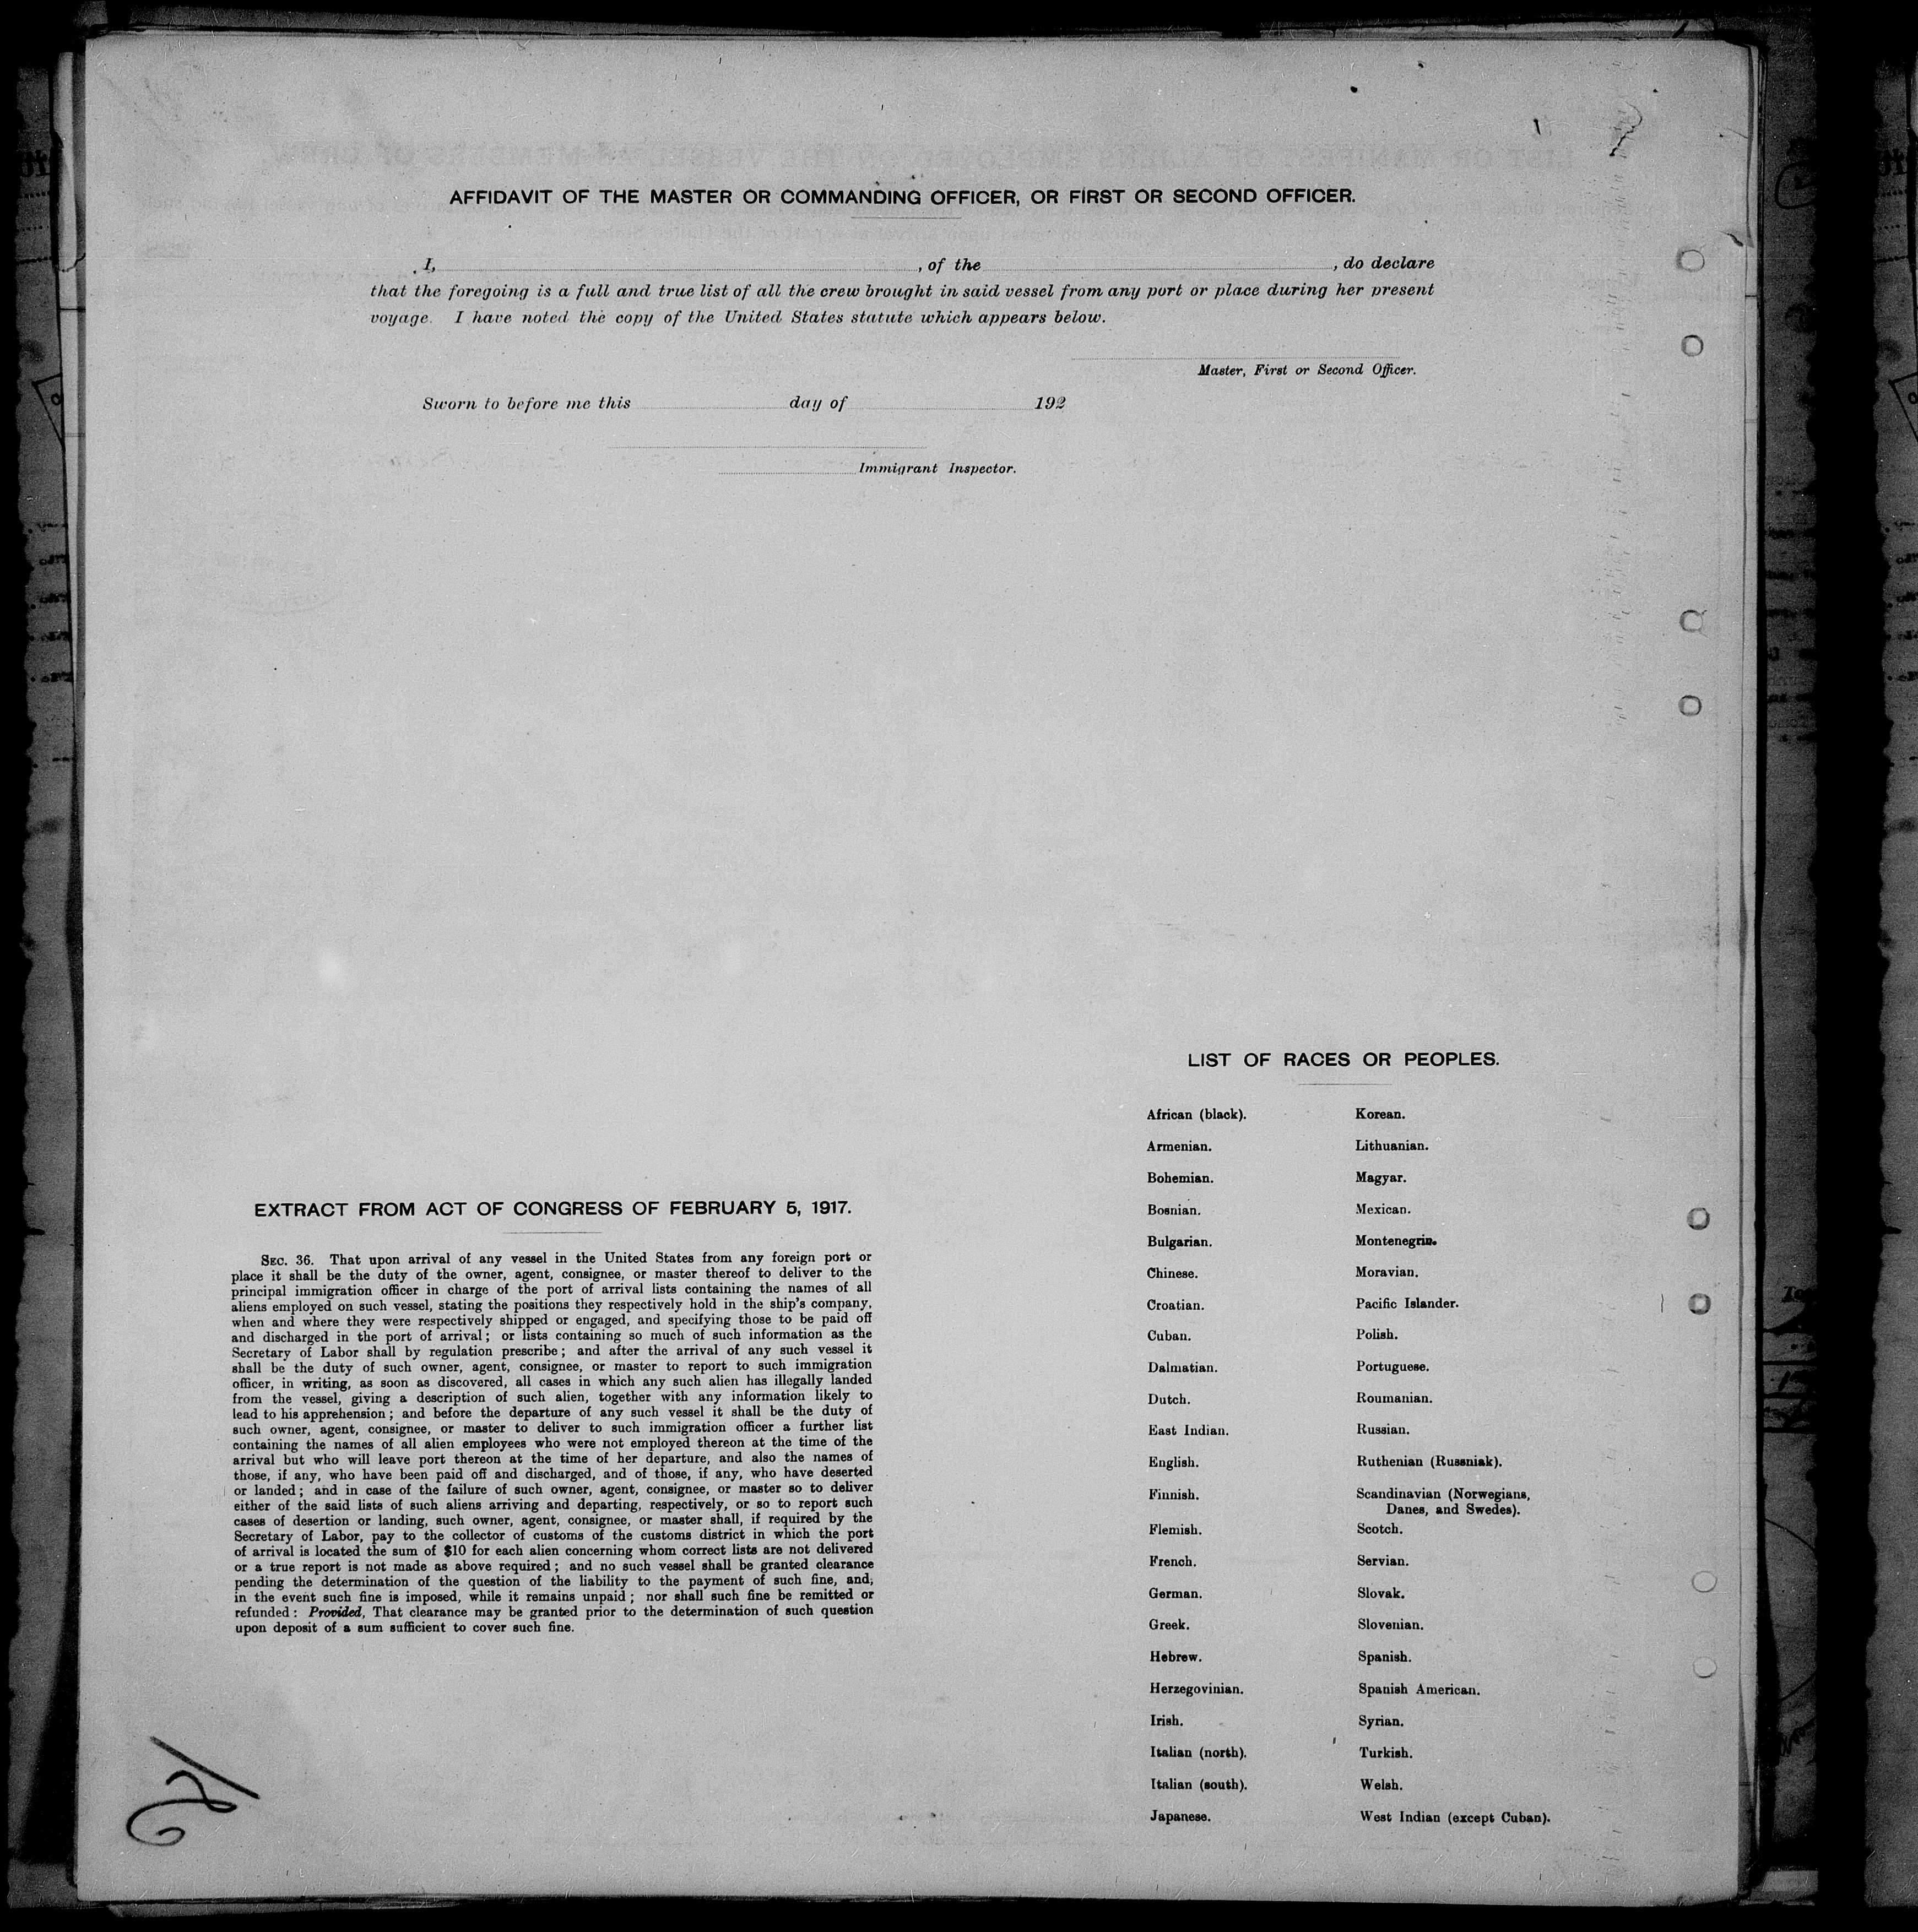 AFFIDAVIT OF THE MASTER OR COMMANDING OFFICER, OR FIRST OR SECOND OFFICER.
I, , of the , do declare
that the foregoing is a full and true list of all the crew brought in said vessel from any port or place during her present
voyage. I have noted the copy of the United States statute which appears below.
Master, First or Second Officer.
Sworn to before me this day of 192
Immigrant Inspector.
EXTRACT FROM ACT OF CONGRESS OF FEBRUARY 5, 1917.
SEC. 36. That upon arrival of any vessel in the United States from any foreign port or
place it shall be the duty of the owner, agent, consignee, or master thereof to deliver to the
principal immigration officer in charge of the port of arrival lists containing the names of all
aliens employed on such vessel, stating the positions they respectively hold in the ship's company,
when and where they were respectively shipped or engaged, and specifying those to be paid off
and discharged in the port of arrival; or lists containing so much of such information as the
Secretary of Labor shall by regulation prescribe; and after the arrival of any such vessel it
shall be the duty of such owner, agent, consignee, or master to report to such immigration
officer, in writing, as soon as discovered, all cases in which any such alien has illegally landed
from the vessel, giving a description of such alien, together with any information likely to
lead to his apprehension; and before the departure of any such vessel it shall be the duty of
such owner, agent, consignee, or master to deliver to such immigration officer a further list
containing the names of all alien employees who were not employed thereon at the time of the
arrival but who will leave port thereon at the time of her departure, and also the names of
those, if any, who have been paid off and discharged, and of those, if any, who have deserted
or landed; and in case of the failure of such owner, agent, consignee, or master so to deliver
either of the said lists of such aliens arriving and departing, respectively, or so to report such
cases of desertion or landing, such owner, agent, consignee, or master shall, if required by the
Secretary of Labor, pay to the collector of customs of the customs district in which the port
of arrival is located the sum of $10 for each alien concerning whom correct lists are not delivered
or a true report is not made as above required; and no such vessel shall be granted clearance
pending the determination of the question of the liability to the payment of such fine, and,
in the event such fine is imposed, while it remains unpaid; nor shall such fine be remitted or
refunded: Provided, That clearance may be granted prior to the determination of such question
upon deposit of a sum sufficient to cover such fine.
LIST OF RACES OR PEOPLES.
African (black).
Armenian.
Bohemian.
Bosnian.
Bulgarian.
Chinese.
Croatian.
Cuban.
Dalmatian.
Dutch.
East Indian.
English.
Finnish.
Flemish.
French.
German.
Greek.
Hebrew.
Herzegovinian.
Irish.
Italian (north).
Italian (south).
Japanese.
Korean.
Lithuanian.
Magyar.
Mexican.
Montenegrin.
Moravian.
Pacific Islander.
Polish.
Portuguese.
Roumanian.
Russian.
Ruthenian (Russniak).
Scandinavian (Norwegians,
Danes, and Swedes).
Scotch.
Servian.
Slovak.
Slovenian.
Spanish.
Spanish American.
Syrian.
Turkish.
Welsh.
West Indian (except Cuban).